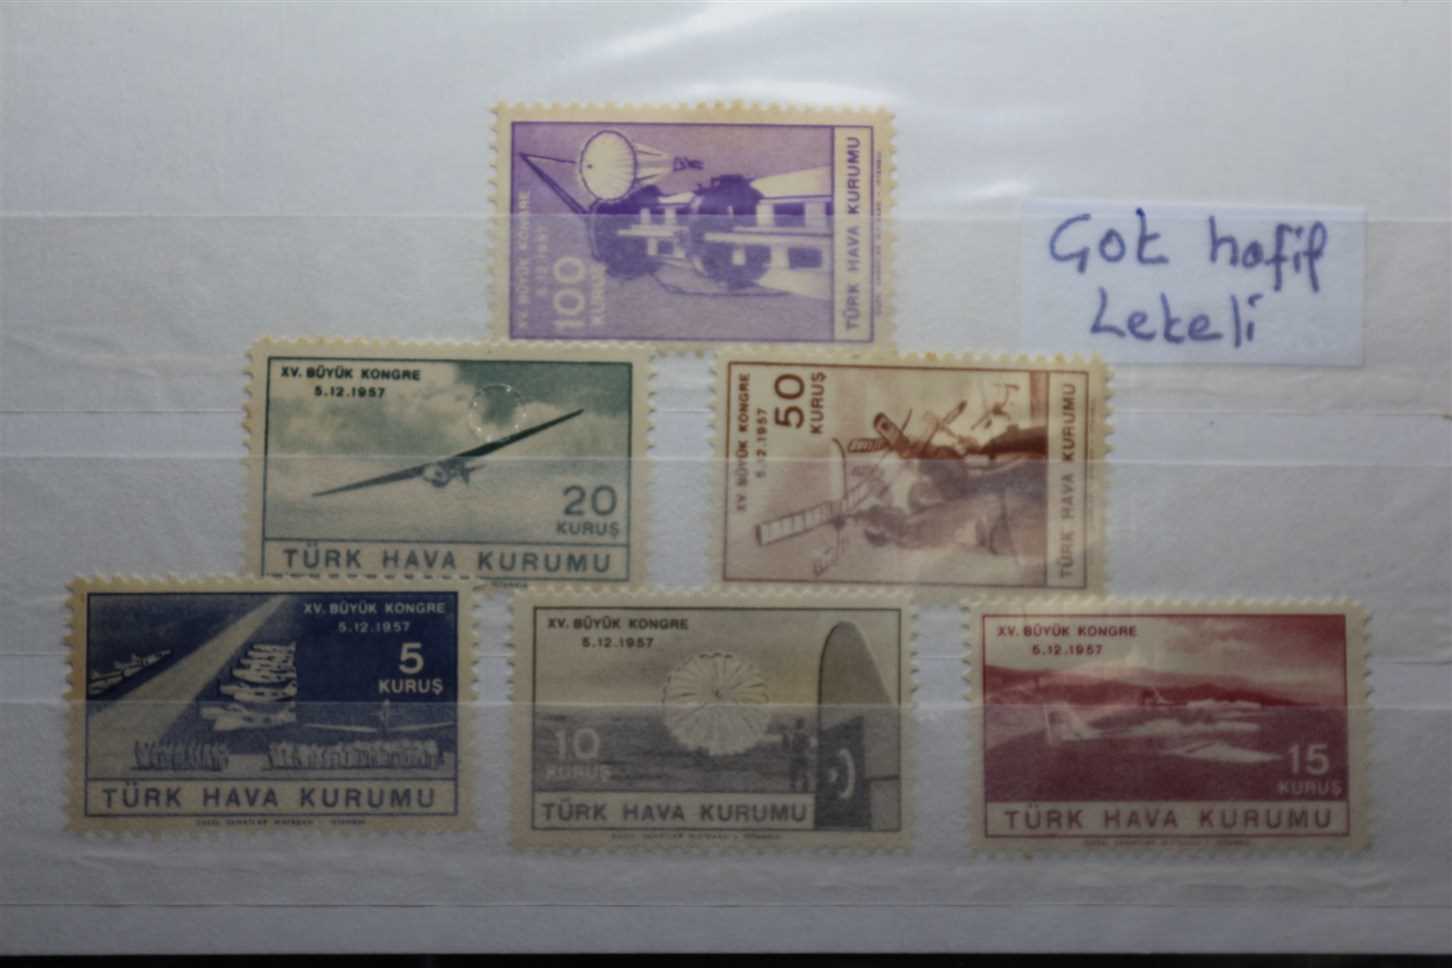 XV. BÜYÜK KONGRE
5.12.1957
100
KURUŞ
TÜRK HAVA KURUMU
Çok hafif
Lekeli
XV. BÜYÜK KONGRE
5.12.1957
20
KURUŞ
TÜRK HAVA KURUMU
XV. BÜYÜK KONGRE
5.12.1957
50
KURUŞ
TÜRK HAVA KURUMU
XV. BÜYÜK KONGRE
5.12.1957
5
KURUŞ
TÜRK HAVA KURUMU
XV. BÜYÜK KONGRE
5.12.1957
10
KURUŞ
TÜRK HAVA KURUMU
XV. BÜYÜK KONGRE
5.12.1957
15
KURUŞ
TÜRK HAVA KURUMU